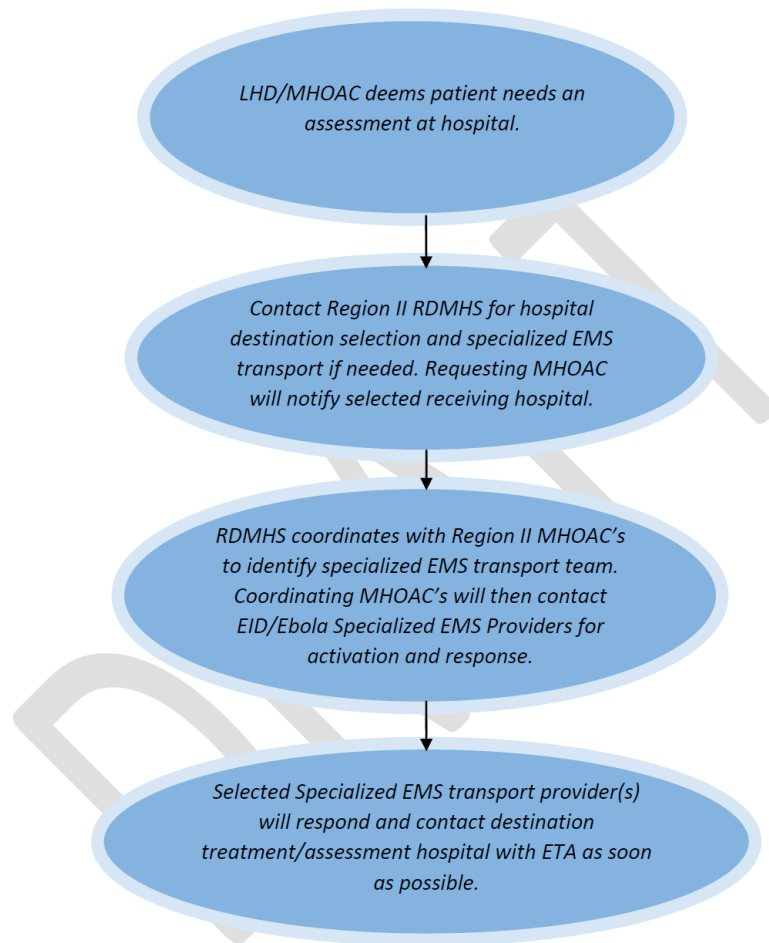 LHD/MHOAC deems patient needs an
assessment at hospital.
Contact Region II RDMHS for hospital
destination selection and specialized EMS
transport if needed. Requesting MHOAC
will notify selected receiving hospital.
RDMHS coordinates with Region II MHOAC's
to identify specialized EMS transport team.
Coordinating MHOAC's will then contact
EID/Ebola Specialized EMS Providers for
activation and response.
Selected Specialized EMS transport provider(s)
will respond and contact destination
treatment/assessment hospital with ETA as soon
as possible.
DRAFT